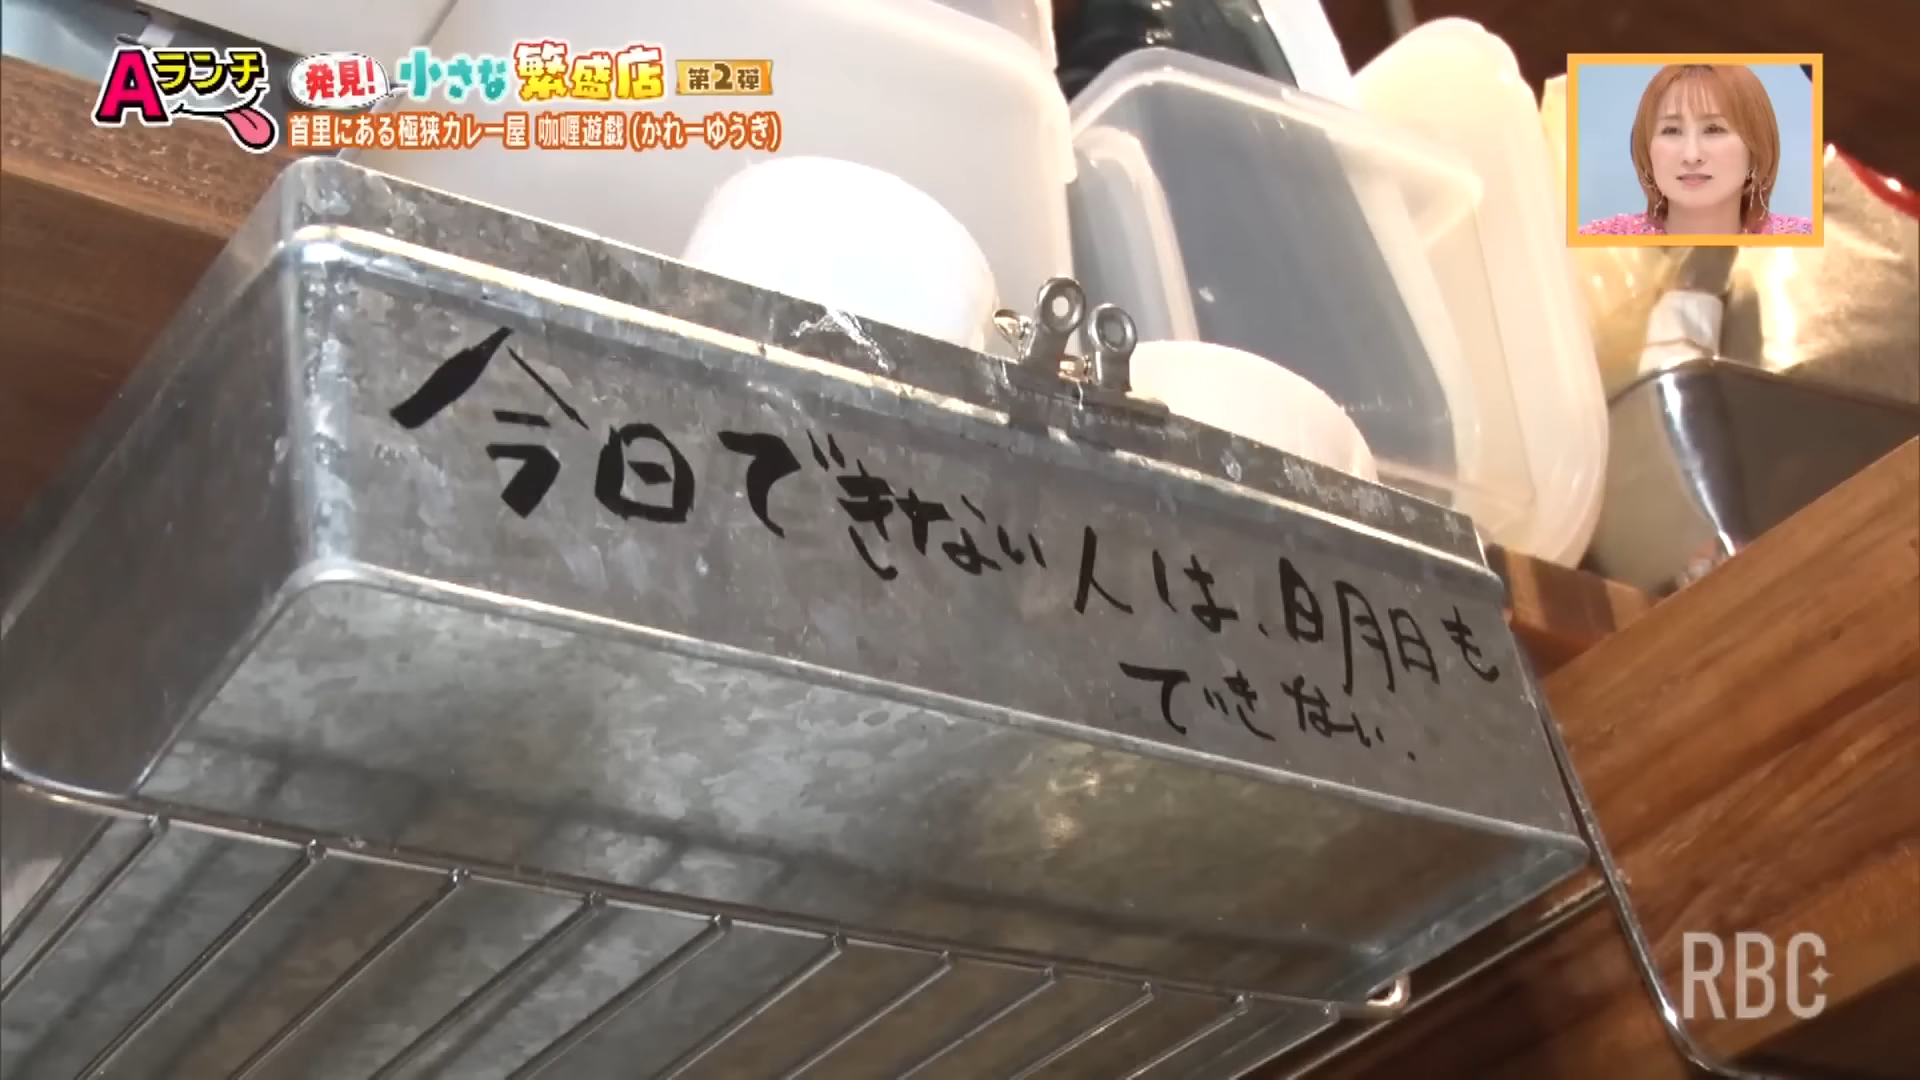 Aランチ
発見!小さな繁盛店 第2弾
首里にある極狭カレー屋 咖喱遊戯(かれーゆうぎ)
今日できない人は、明日も
できない.
RBC